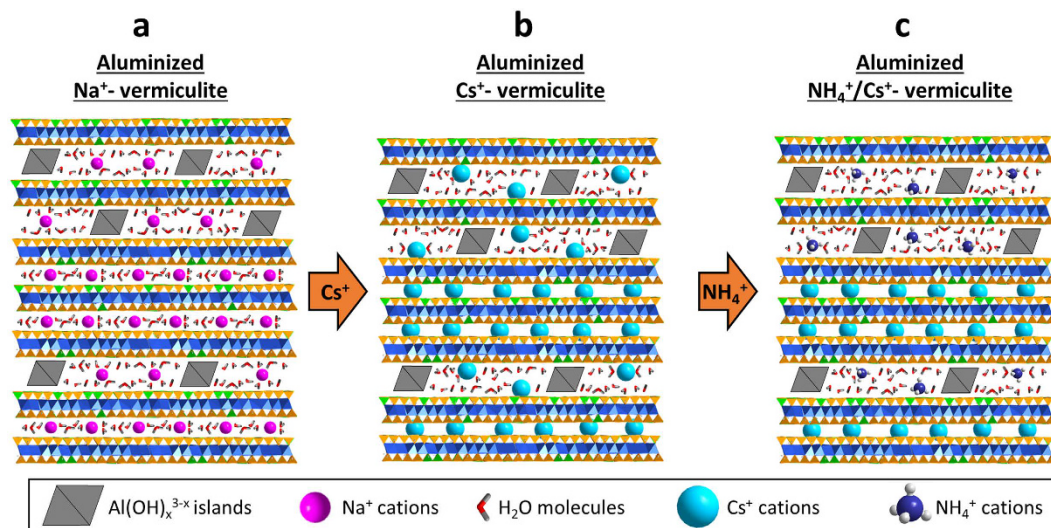 a
Aluminized
Na⁺- vermiculite
b
Aluminized
Cs⁺- vermiculite
c
Aluminized
NH₄⁺/Cs⁺- vermiculite
Cs⁺
NH₄⁺
Al(OH)ₓ³⁻ˣ islands
Na⁺ cations
H₂O molecules
Cs⁺ cations
NH₄⁺ cations